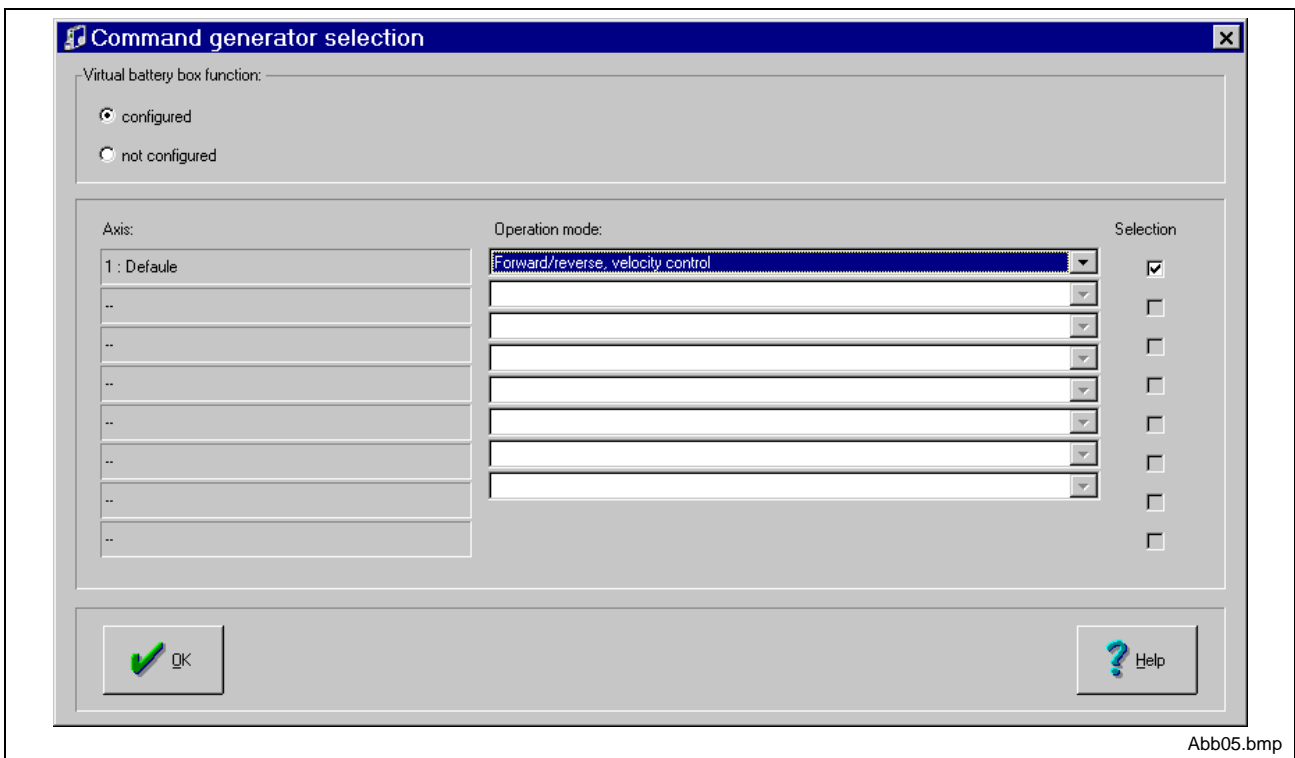 Command generator selection
Virtual battery box function:
configured
not configured
Axis: Operation mode: Selection
1 : Defaule Forward/reverse, velocity control
--
--
--
--
--
--
--
OK Help
Abb05.bmp